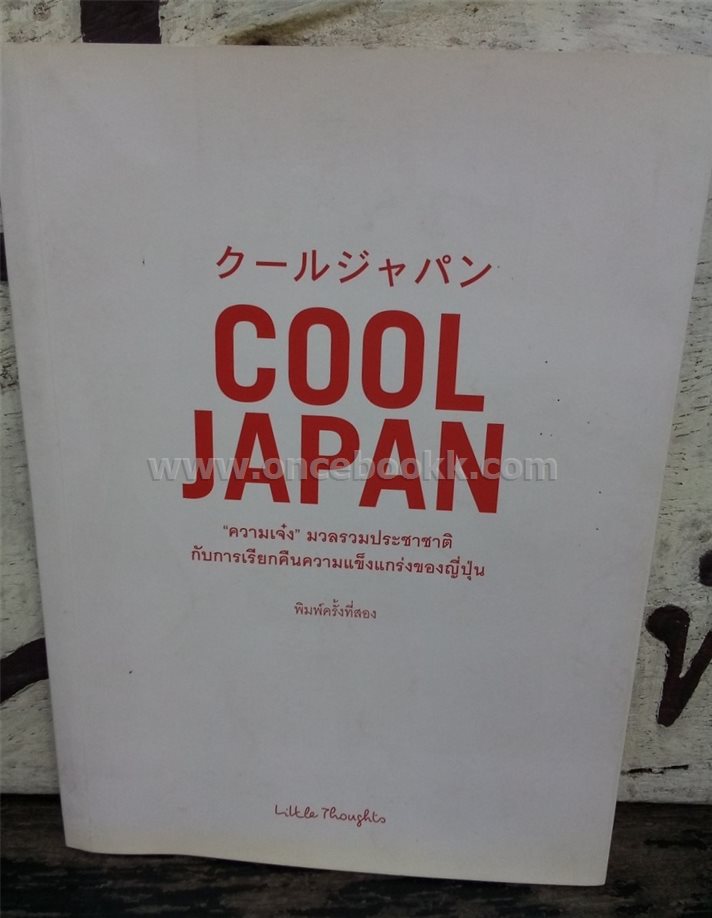 クールジャパン
COOL
JAPAN
www.oncebookk.com
“ความเจ๋ง” มวลรวมประชาชาติ
กับการเรียกคืนความแข็งแกร่งของญี่ปุ่น
พิมพ์ครั้งที่สอง
Little Thoughts